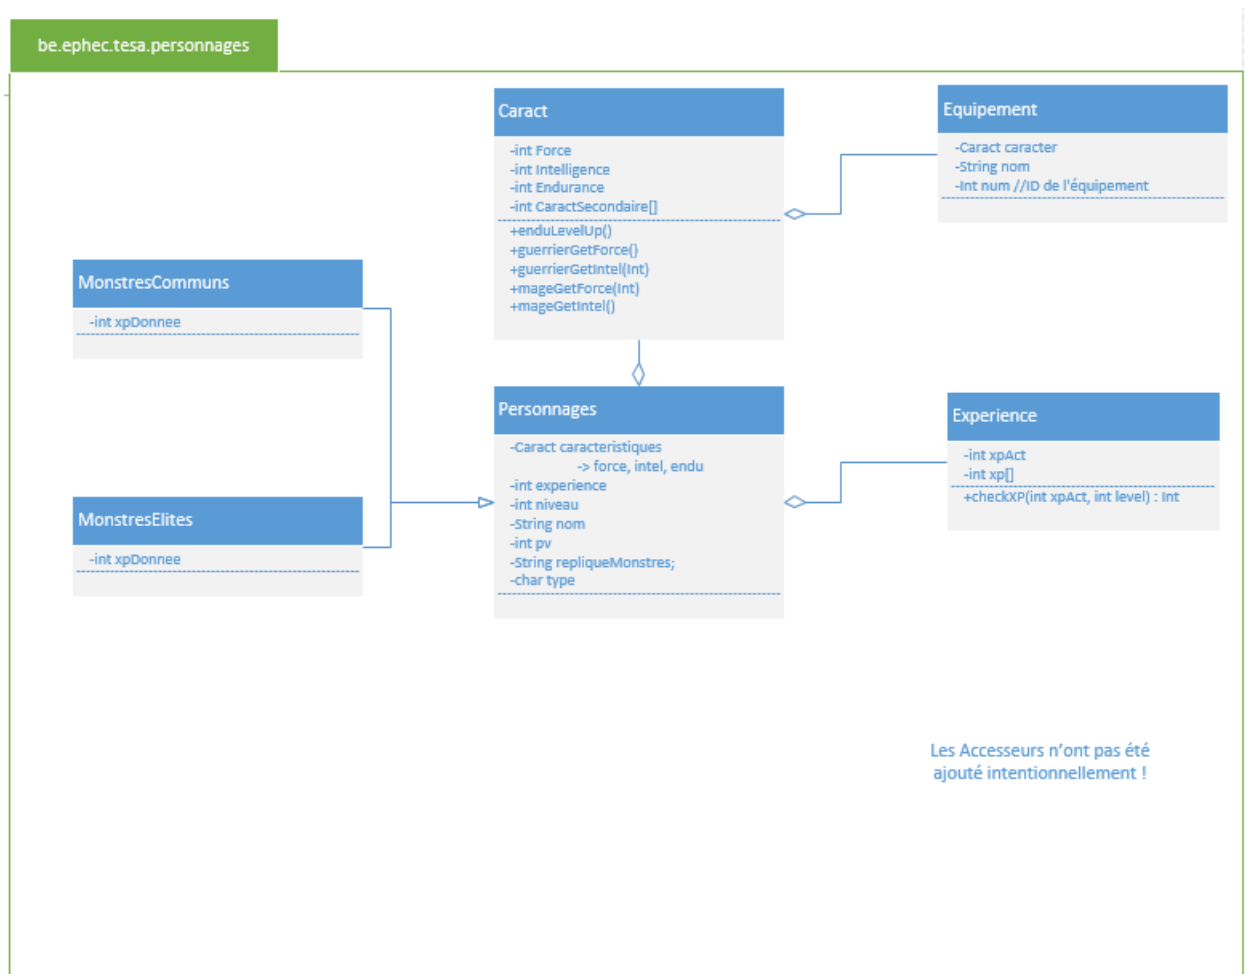 be.ephec.tesa.personnages
Caract
-int Force
-int Intelligence
-int Endurance
-int CaractSecondaire[]
+enduLevelUp()
+guerrierGetForce()
+guerrierGetIntel(Int)
+mageGetForce(Int)
+mageGetIntel()
Equipement
-Caract caracter
-String nom
-Int num //ID de l'équipement
MonstresCommuns
-int xpDonnee
MonstresElites
-int xpDonnee
Personnages
-Caract caracteristiques
-> force, intel, endu
-int experience
-int niveau
-String nom
-int pv
-String repliqueMonstres;
-char type
Experience
-int xpAct
-int xp[]
+checkXP(int xpAct, int level) : Int
Les Accesseurs n’ont pas été
ajouté intentionnellement !